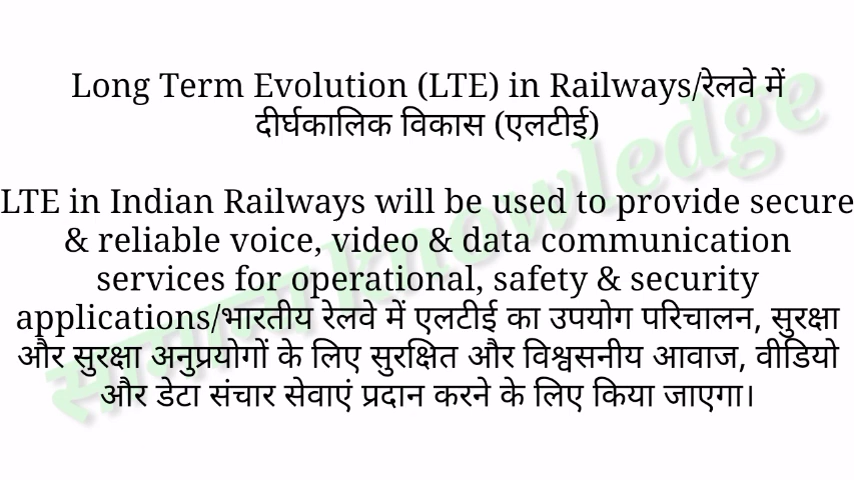 Long Term Evolution (LTE) in Railways/रेलवे में
दीर्घकालिक विकास (एलटीई)
LTE in Indian Railways will be used to provide secure
& reliable voice, video & data communication
services for operational, safety & security
applications/भारतीय रेलवे में एलटीई का उपयोग परिचालन, सुरक्षा
और सुरक्षा अनुप्रयोगों के लिए सुरक्षित और विश्वसनीय आवाज, वीडियो
और डेटा संचार सेवाएं प्रदान करने के लिए किया जाएगा।
knowledge